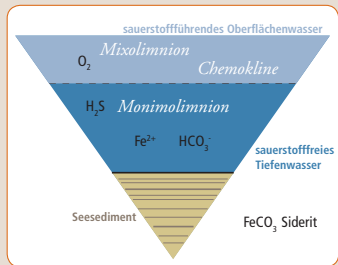 sauerstoffführendes Oberflächenwasser
Mixolimnion
O₂
Chemokline
H₂S Monimolimnion
Fe²⁺ HCO₃⁻
sauerstofffreies
Tiefenwasser
Seesediment
FeCO₃ Siderit